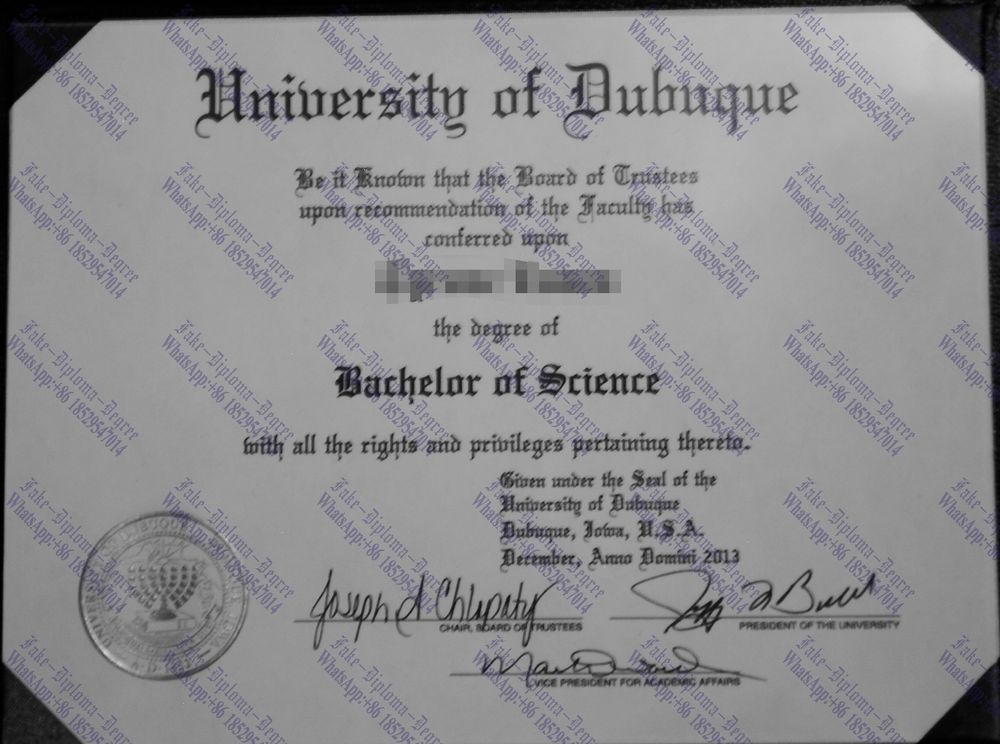 University of Dubuque
Be it Known that the Board of Trustees
upon recommendation of the Faculty has
conferred upon
the degree of
Bachelor of Science
with all the rights and privileges pertaining thereto.
Given under the Seal of the
University of Dubuque
Dubuque, Iowa, U.S.A.
December, Anno Domini 2013
Joseph A Chlapaty
CHAIR, BOARD OF TRUSTEES
PRESIDENT OF THE UNIVERSITY
VICE PRESIDENT FOR ACADEMIC AFFAIRS
Fake-Diploma-Degree
WhatsApp:+86 18529547014